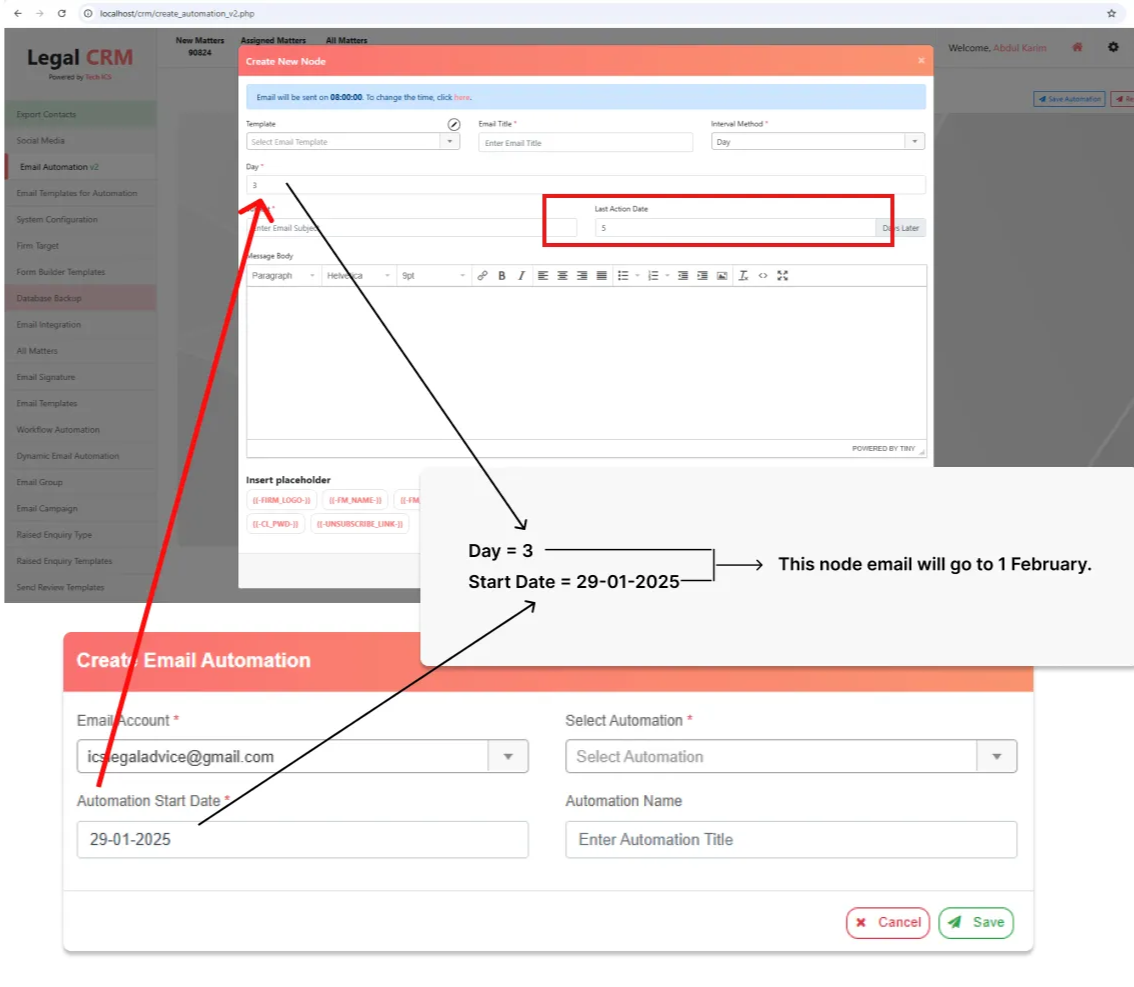 localhost/crm/create_automation_v2.php
Legal CRM
Powered by Tech ICS
New Matters
90824
Assigned Matters
All Matters
Welcome, Abdul Karim
Save Automation
Re
Export Contacts
Social Media
Email Automation v2
Email Templates for Automation
System Configuration
Firm Target
Form Builder Templates
Database Backup
Email Integration
All Matters
Email Signature
Email Templates
Workflow Automation
Dynamic Email Automation
Email Group
Email Campaign
Raised Enquiry Type
Raised Enquiry Templates
Send Review Templates
Create New Node
×
Email will be sent on 08:00:00. To change the time, click here.
Template
Select Email Template
Email Title *
Enter Email Title
Interval Method *
Day
Day *
3
Enter Email Subject
Last Action Date
5
Days Later
Message Body
Paragraph
Helvetica
9pt
POWERED BY TINY
Insert placeholder
{{-FIRM_LOGO-}}
{{-FM_NAME-}}
{{-FM_
{{-CL_PWD-}}
{{-UNSUBSCRIBE_LINK-}}
Day = 3
Start Date = 29-01-2025
This node email will go to 1 February.
Create Email Automation
Email Account *
icslegaladvice@gmail.com
Select Automation *
Select Automation
Automation Start Date *
29-01-2025
Automation Name
Enter Automation Title
Cancel
Save